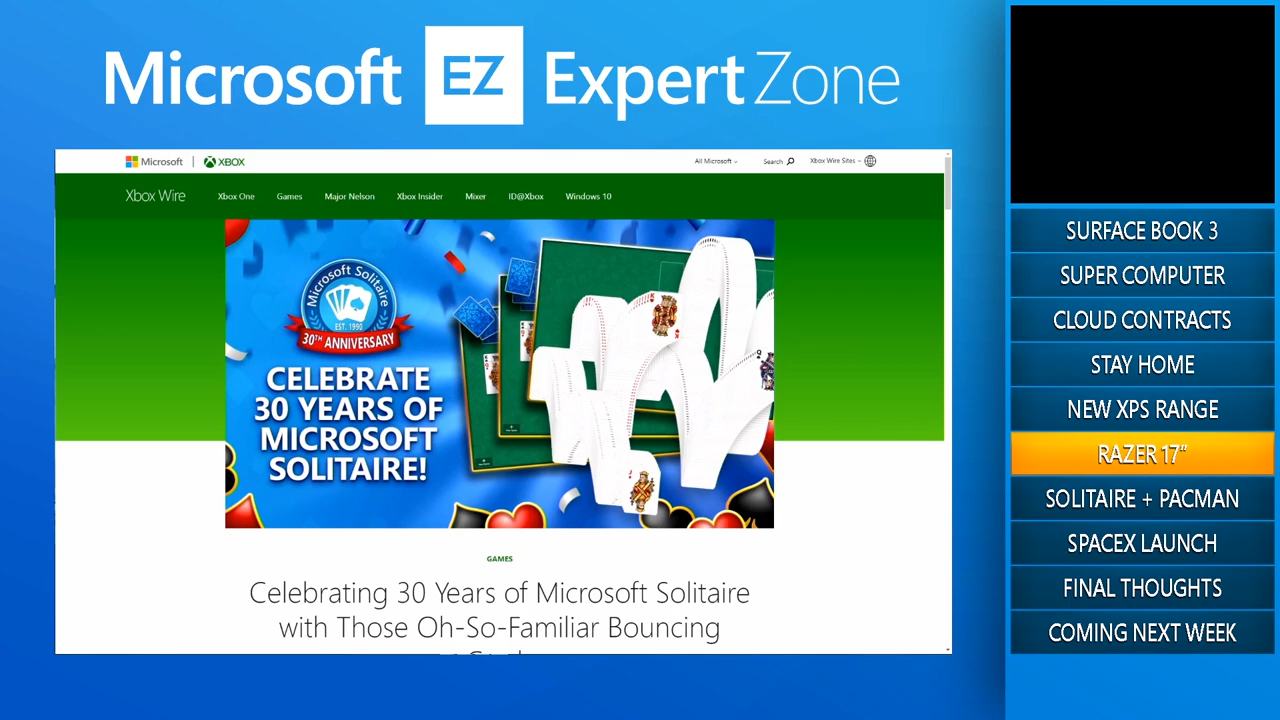 Microsoft EZ Expert Zone
Microsoft | XBOX
All Microsoft
Search
Xbox Wire Sites
Xbox Wire
Xbox One
Games
Major Nelson
Xbox Insider
Mixer
ID@Xbox
Windows 10
Microsoft Solitaire
EST. 1990
30TH ANNIVERSARY
CELEBRATE
30 YEARS OF
MICROSOFT
SOLITAIRE!
GAMES
Celebrating 30 Years of Microsoft Solitaire
with Those Oh-So-Familiar Bouncing
SURFACE BOOK 3
SUPER COMPUTER
CLOUD CONTRACTS
STAY HOME
NEW XPS RANGE
RAZER 17"
SOLITAIRE + PACMAN
SPACEX LAUNCH
FINAL THOUGHTS
COMING NEXT WEEK